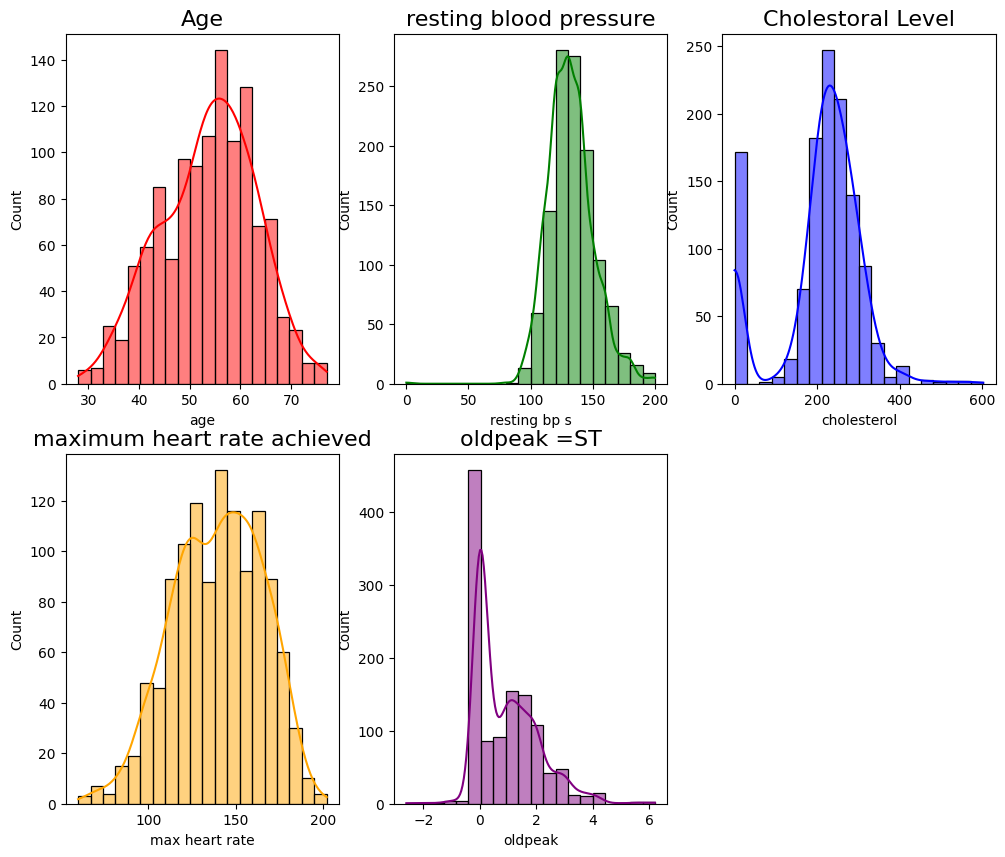 Age
resting blood pressure
Cholestoral Level
Count
140
120
100
80
60
40
20
0
30 40 50 60 70
age
Count
250
200
150
100
50
0
0 50 100 150 200
resting bp s
Count
250
200
150
100
50
0
0 200 400 600
cholesterol
maximum heart rate achieved
oldpeak =ST
Count
120
100
80
60
40
20
0
100 150 200
max heart rate
Count
400
300
200
100
0
−2 0 2 4 6
oldpeak